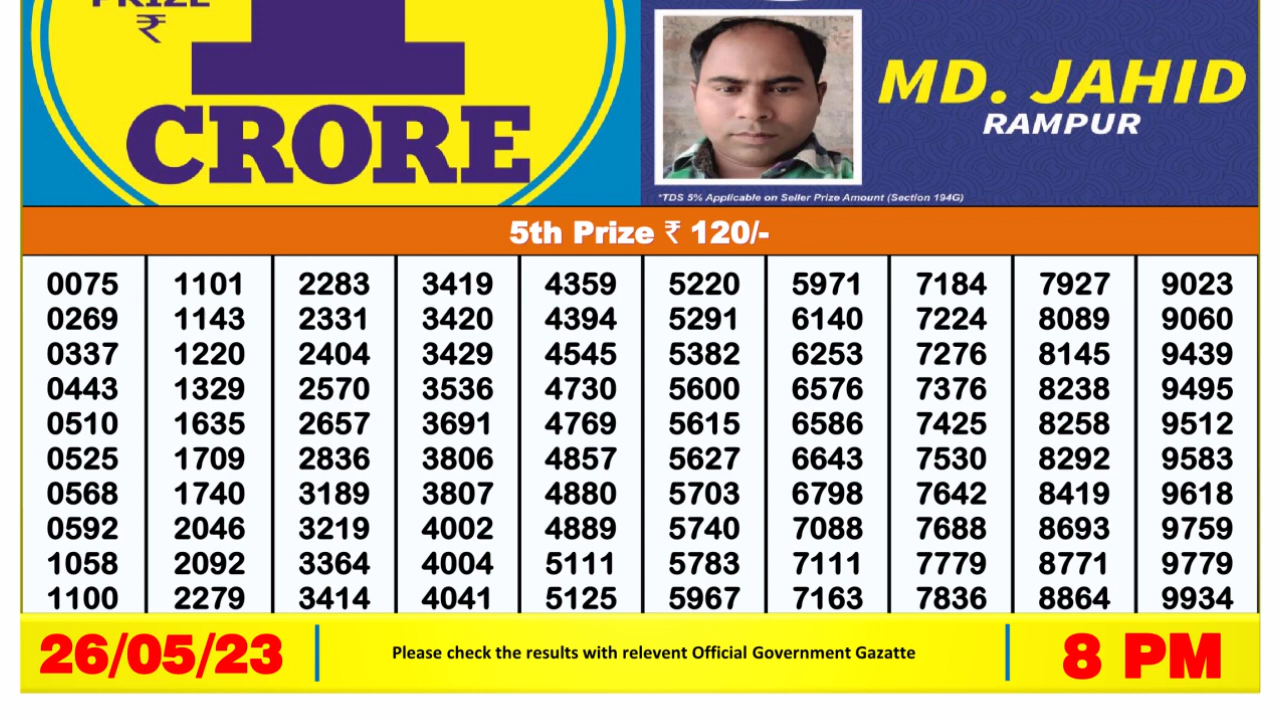 PRIZE
₹
1
CRORE
MD. JAHID
RAMPUR
*TDS 5% Applicable on Seller Prize Amount (Section 194G)
5th Prize ₹ 120/-
0075 1101 2283 3419 4359 5220 5971 7184 7927 9023
0269 1143 2331 3420 4394 5291 6140 7224 8089 9060
0337 1220 2404 3429 4545 5382 6253 7276 8145 9439
0443 1329 2570 3536 4730 5600 6576 7376 8238 9495
0510 1635 2657 3691 4769 5615 6586 7425 8258 9512
0525 1709 2836 3806 4857 5627 6643 7530 8292 9583
0568 1740 3189 3807 4880 5703 6798 7642 8419 9618
0592 2046 3219 4002 4889 5740 7088 7688 8693 9759
1058 2092 3364 4004 5111 5783 7111 7779 8771 9779
1100 2279 3414 4041 5125 5967 7163 7836 8864 9934
26/05/23
Please check the results with relevent Official Government Gazatte
8 PM